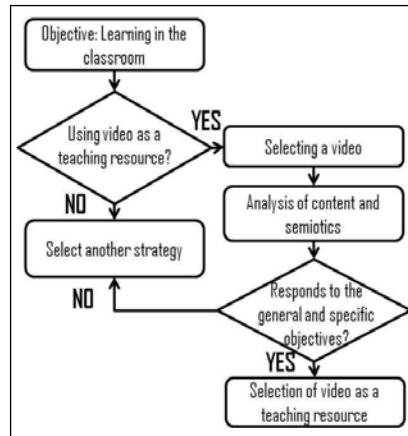 Objective: Learning in the
classroom
Using video as a
teaching resource?
YES
Selecting a video
NO
Analysis of content and
semiotics
Select another strategy
NO
Responds to the
general and specific
objectives?
YES
Selection of video as a
teaching resource